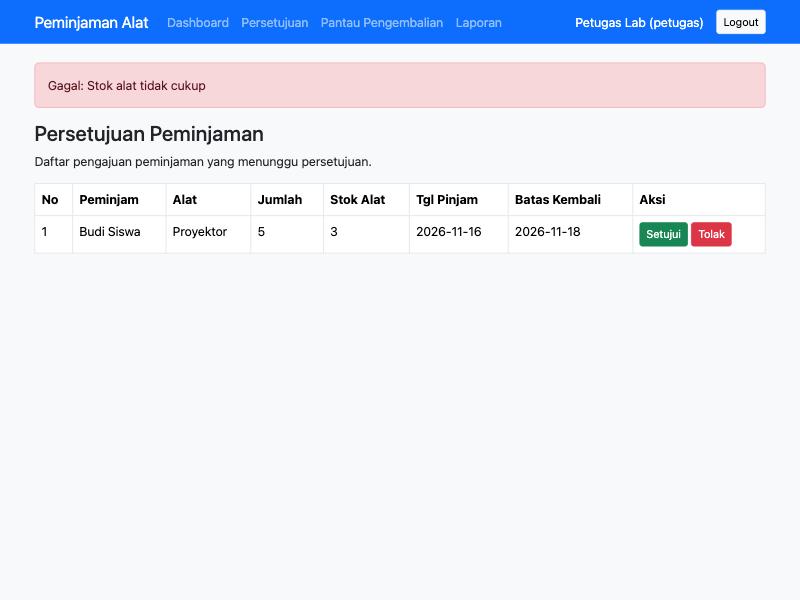 Peminjaman Alat Dashboard Persetujuan Pantau Pengembalian Laporan Petugas Lab (petugas) Logout
Gagal: Stok alat tidak cukup
Persetujuan Peminjaman
Daftar pengajuan peminjaman yang menunggu persetujuan.
No Peminjam Alat Jumlah Stok Alat Tgl Pinjam Batas Kembali Aksi
1 Budi Siswa Proyektor 5 3 2026-11-16 2026-11-18 Setujui Tolak